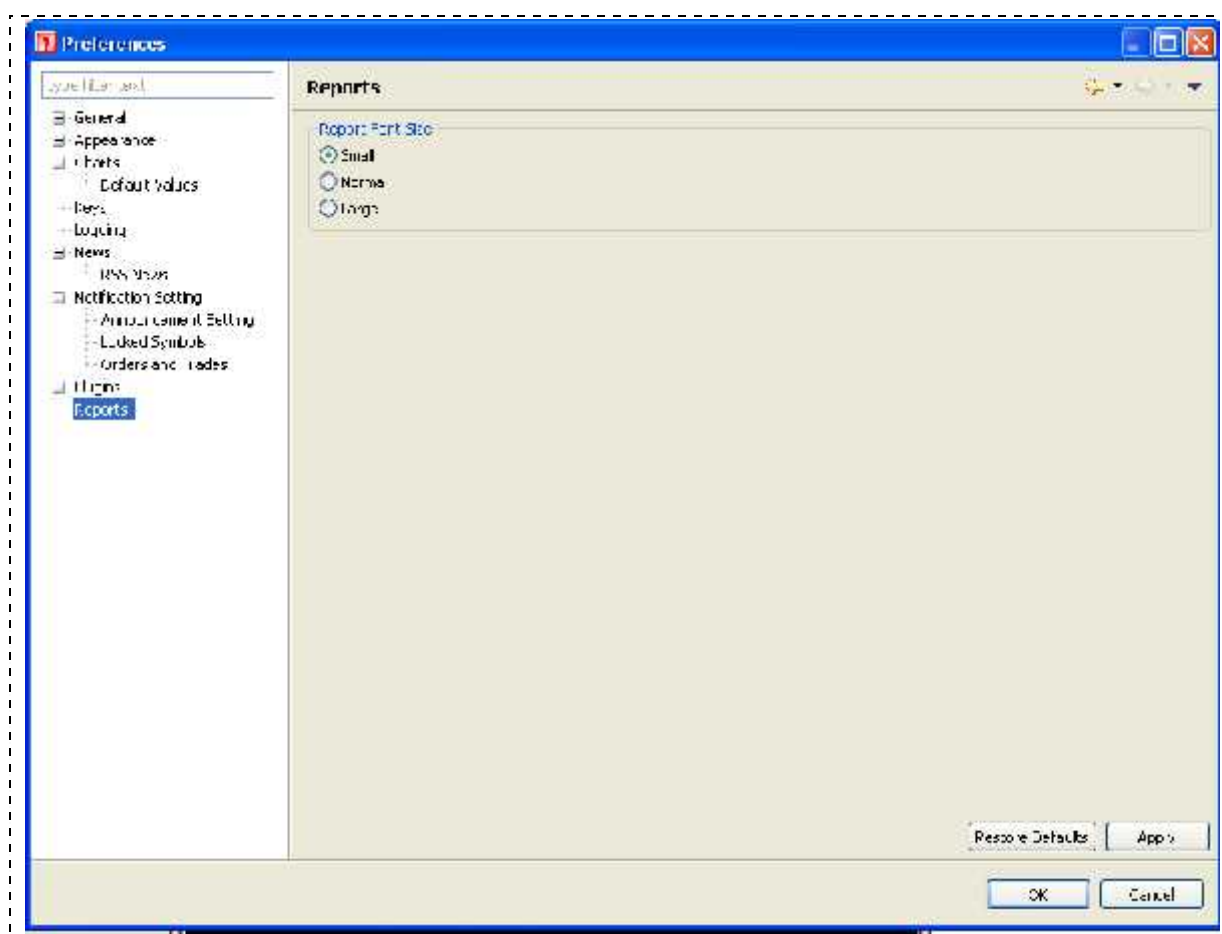 Preferences
type filter text
General
Appearance
Charts
Default Values
Keys
Logging
News
RSS News
Notification Setting
Announcement Setting
Locked Symbols
Orders and Trades
Plugins
Reports
Reports
Report Font Size
Small
Normal
Large
Restore Defaults
Apply
OK
Cancel